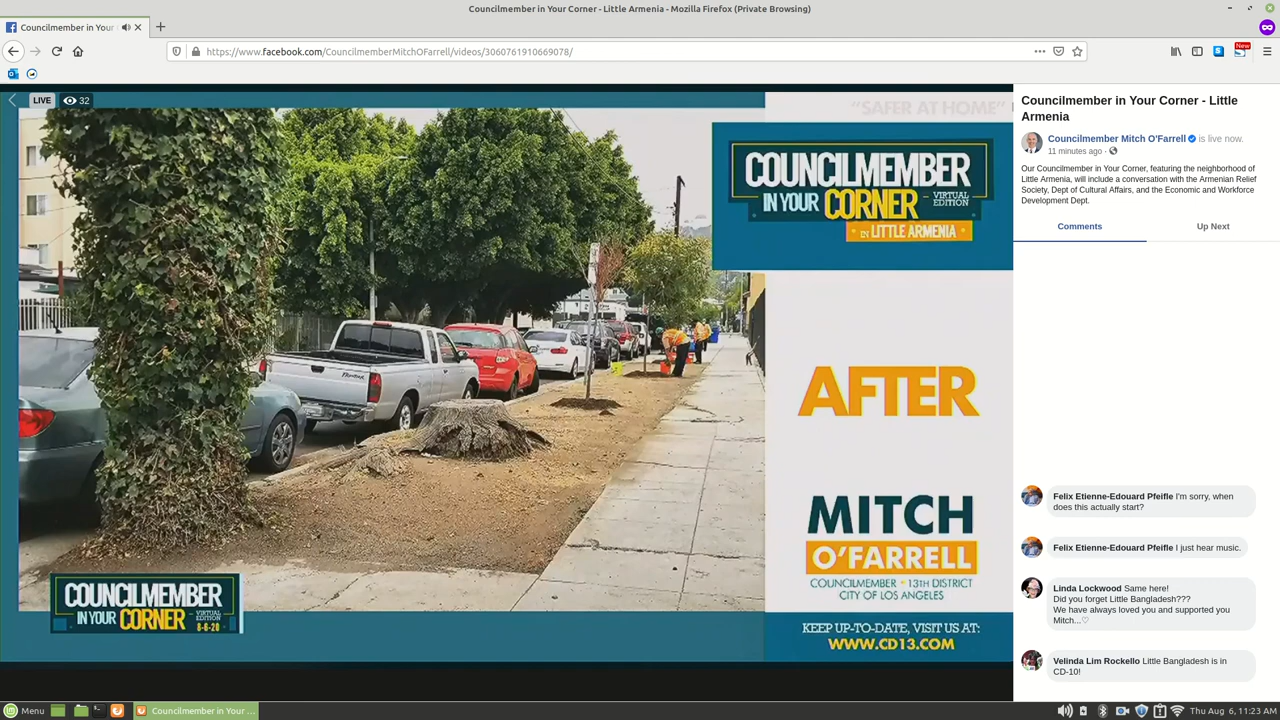 Councilmember in Your Corner - Little Armenia - Mozilla Firefox (Private Browsing)
Councilmember in Your
https://www.facebook.com/CouncilmemberMitchOFarrell/videos/3060761910669078/
New
LIVE 32
"SAFER AT HOME"
COUNCILMEMBER
IN YOUR CORNER VIRTUAL EDITION
IN LITTLE ARMENIA
AFTER
MITCH
O'FARRELL
COUNCILMEMBER 13TH DISTRICT
CITY OF LOS ANGELES
KEEP UP-TO-DATE, VISIT US AT:
WWW.CD13.COM
COUNCILMEMBER
IN YOUR CORNER VIRTUAL EDITION
8-6-20
Councilmember in Your Corner - Little
Armenia
Councilmember Mitch O'Farrell is live now.
11 minutes ago ·
Our Councilmember in Your Corner, featuring the neighborhood of
Little Armenia, will include a conversation with the Armenian Relief
Society, Dept of Cultural Affairs, and the Economic and Workforce
Development Dept.
Comments Up Next
Felix Etienne-Edouard Pfeifle I'm sorry, when
does this actually start?
Felix Etienne-Edouard Pfeifle I just hear music.
Linda Lockwood Same here!
Did you forget Little Bangladesh???
We have always loved you and supported you
Mitch...♡
Velinda Lim Rockello Little Bangladesh is in
CD-10!
Menu
Councilmember in Your ...
Thu Aug 6, 11:23 AM